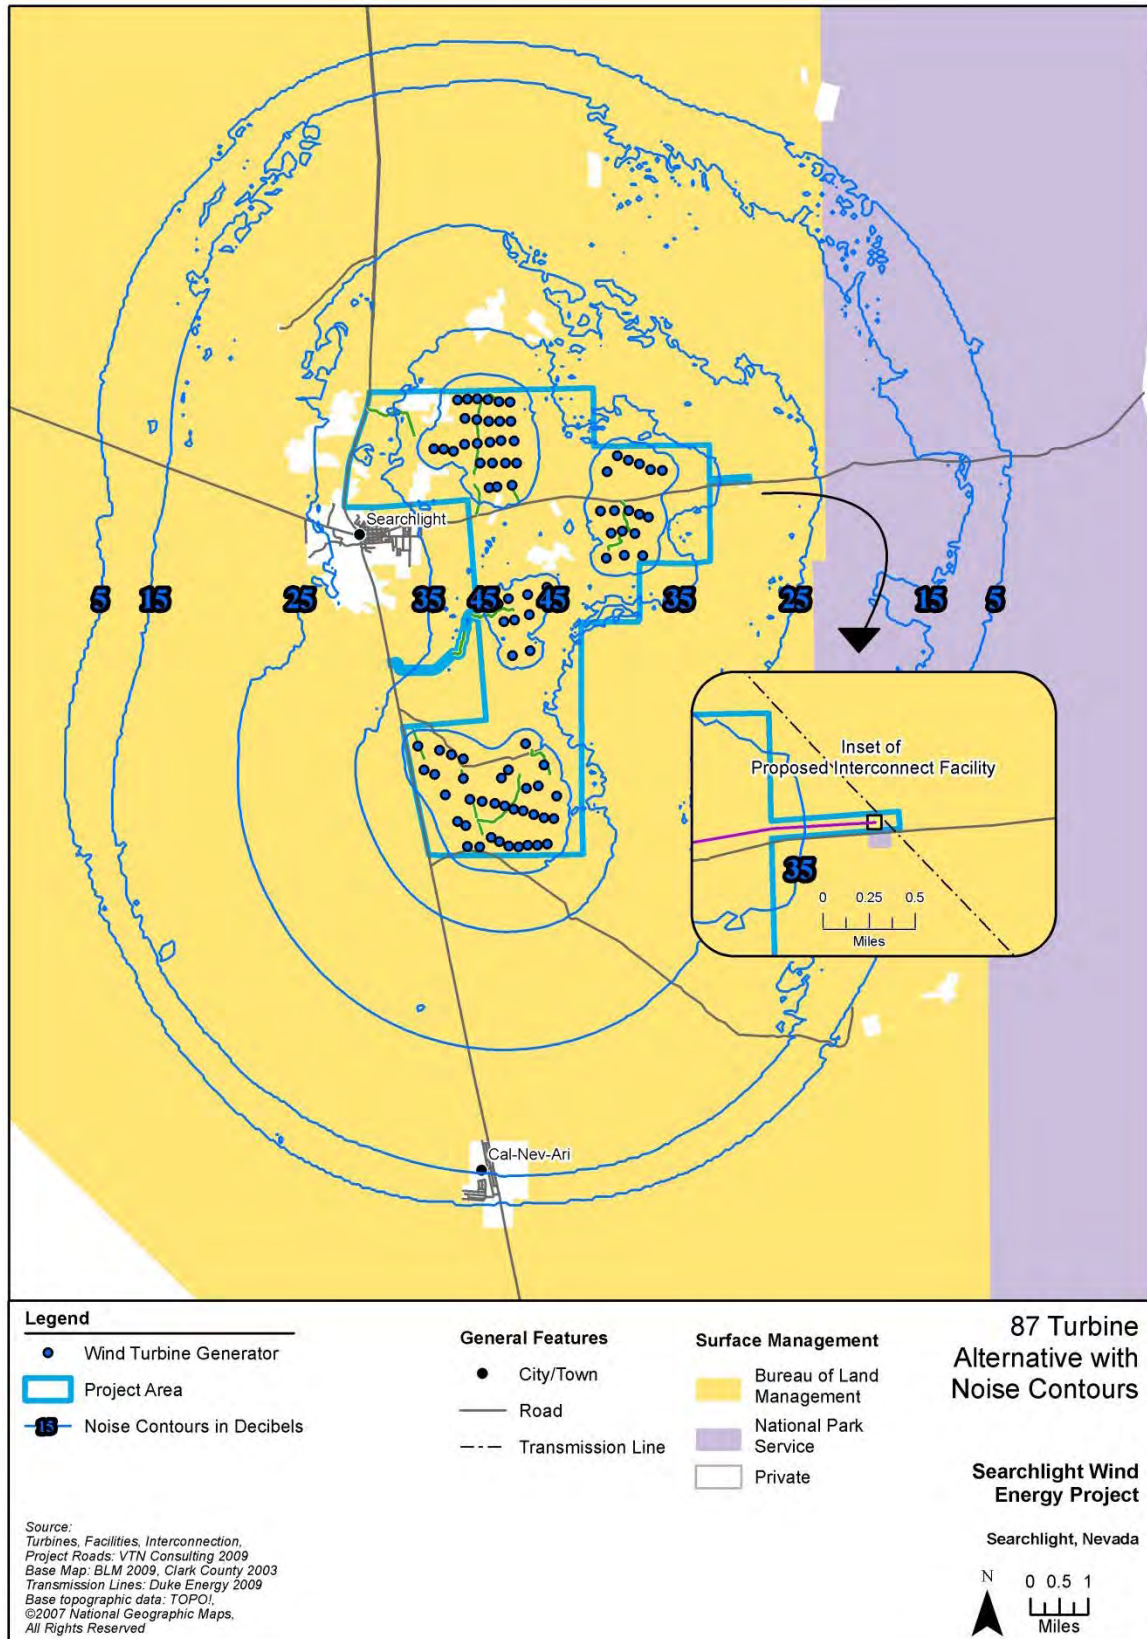 Searchlight
5 15 25 35 45 45 35 25 15 5
Inset of
Proposed Interconnect Facility
35
0 0.25 0.5
Miles
Cal-Nev-Ari
Legend
Wind Turbine Generator
Project Area
15 Noise Contours in Decibels
Source:
Turbines, Facilities, Interconnection,
Project Roads: VTN Consulting 2009
Base Map: BLM 2009, Clark County 2003
Transmission Lines: Duke Energy 2009
Base topographic data: TOPO!,
©2007 National Geographic Maps,
All Rights Reserved
General Features
City/Town
Road
Transmission Line
Surface Management
Bureau of Land
Management
National Park
Service
Private
87 Turbine
Alternative with
Noise Contours
Searchlight Wind
Energy Project
Searchlight, Nevada
N
0 0.5 1
Miles